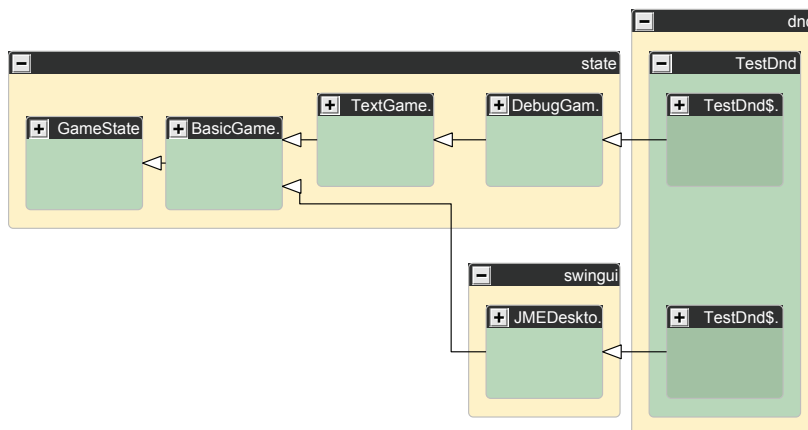 dnd
state
TestDnd
GameState
BasicGame.
TextGame.
DebugGam.
TestDnd$.
swingui
JMEDeskto.
TestDnd$.